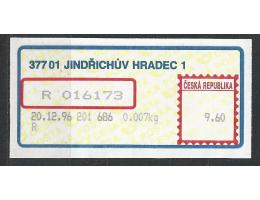 377 01 JINDŘICHŮV HRADEC 1
R 016173
ČESKÁ REPUBLIKA
20.12.96 201 686 0.007kg 9.60
R